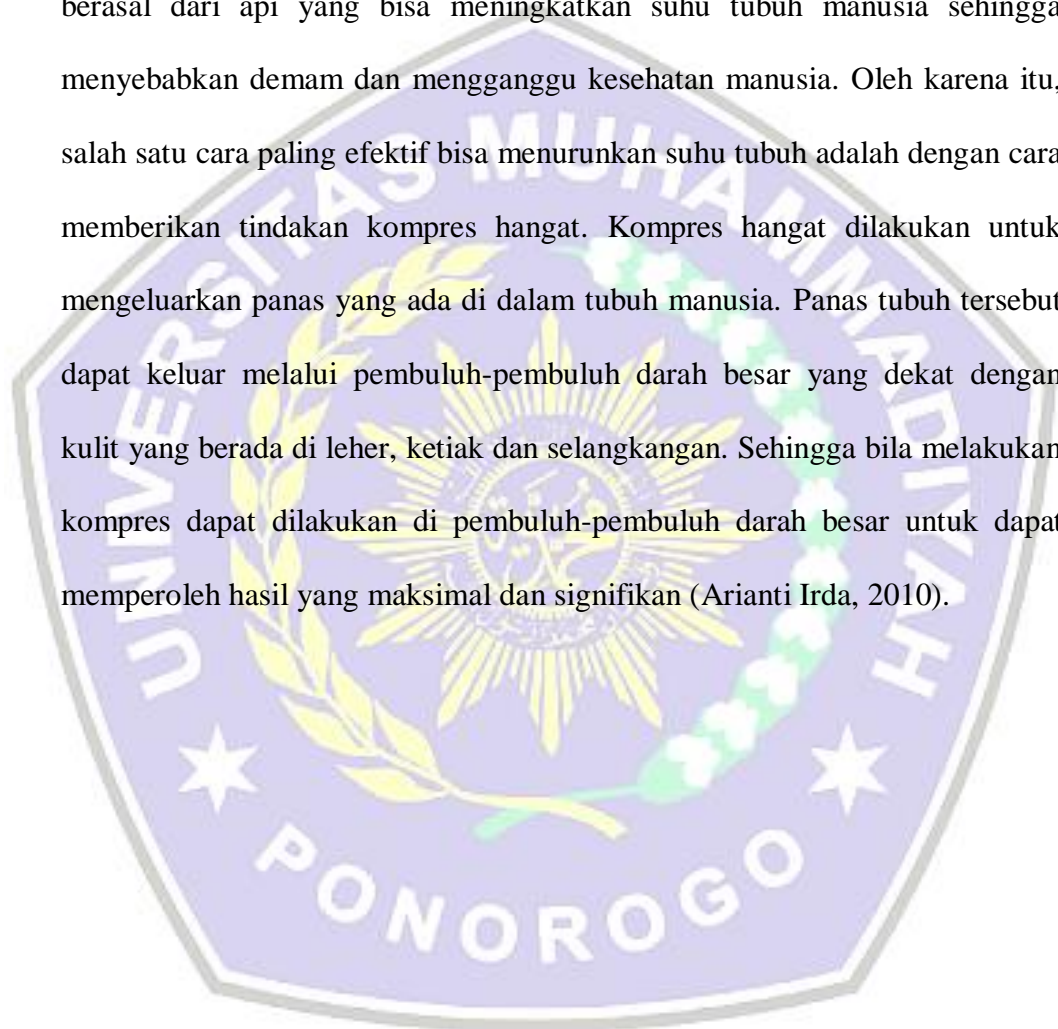 berasal dari api yang bisa meningkatkan suhu tubuh manusia sehingga
menyebabkan demam dan mengganggu kesehatan manusia. Oleh karena itu,
salah satu cara paling efektif bisa menurunkan suhu tubuh adalah dengan cara
memberikan tindakan kompres hangat. Kompres hangat dilakukan untuk
mengeluarkan panas yang ada di dalam tubuh manusia. Panas tubuh tersebut
dapat keluar melalui pembuluh-pembuluh darah besar yang dekat dengan
kulit yang berada di leher, ketiak dan selangkangan. Sehingga bila melakukan
kompres dapat dilakukan di pembuluh-pembuluh darah besar untuk dapat
memperoleh hasil yang maksimal dan signifikan (Arianti Irda, 2010).
UNIVERSITAS MUHAMMADIYAH
PONOROGO